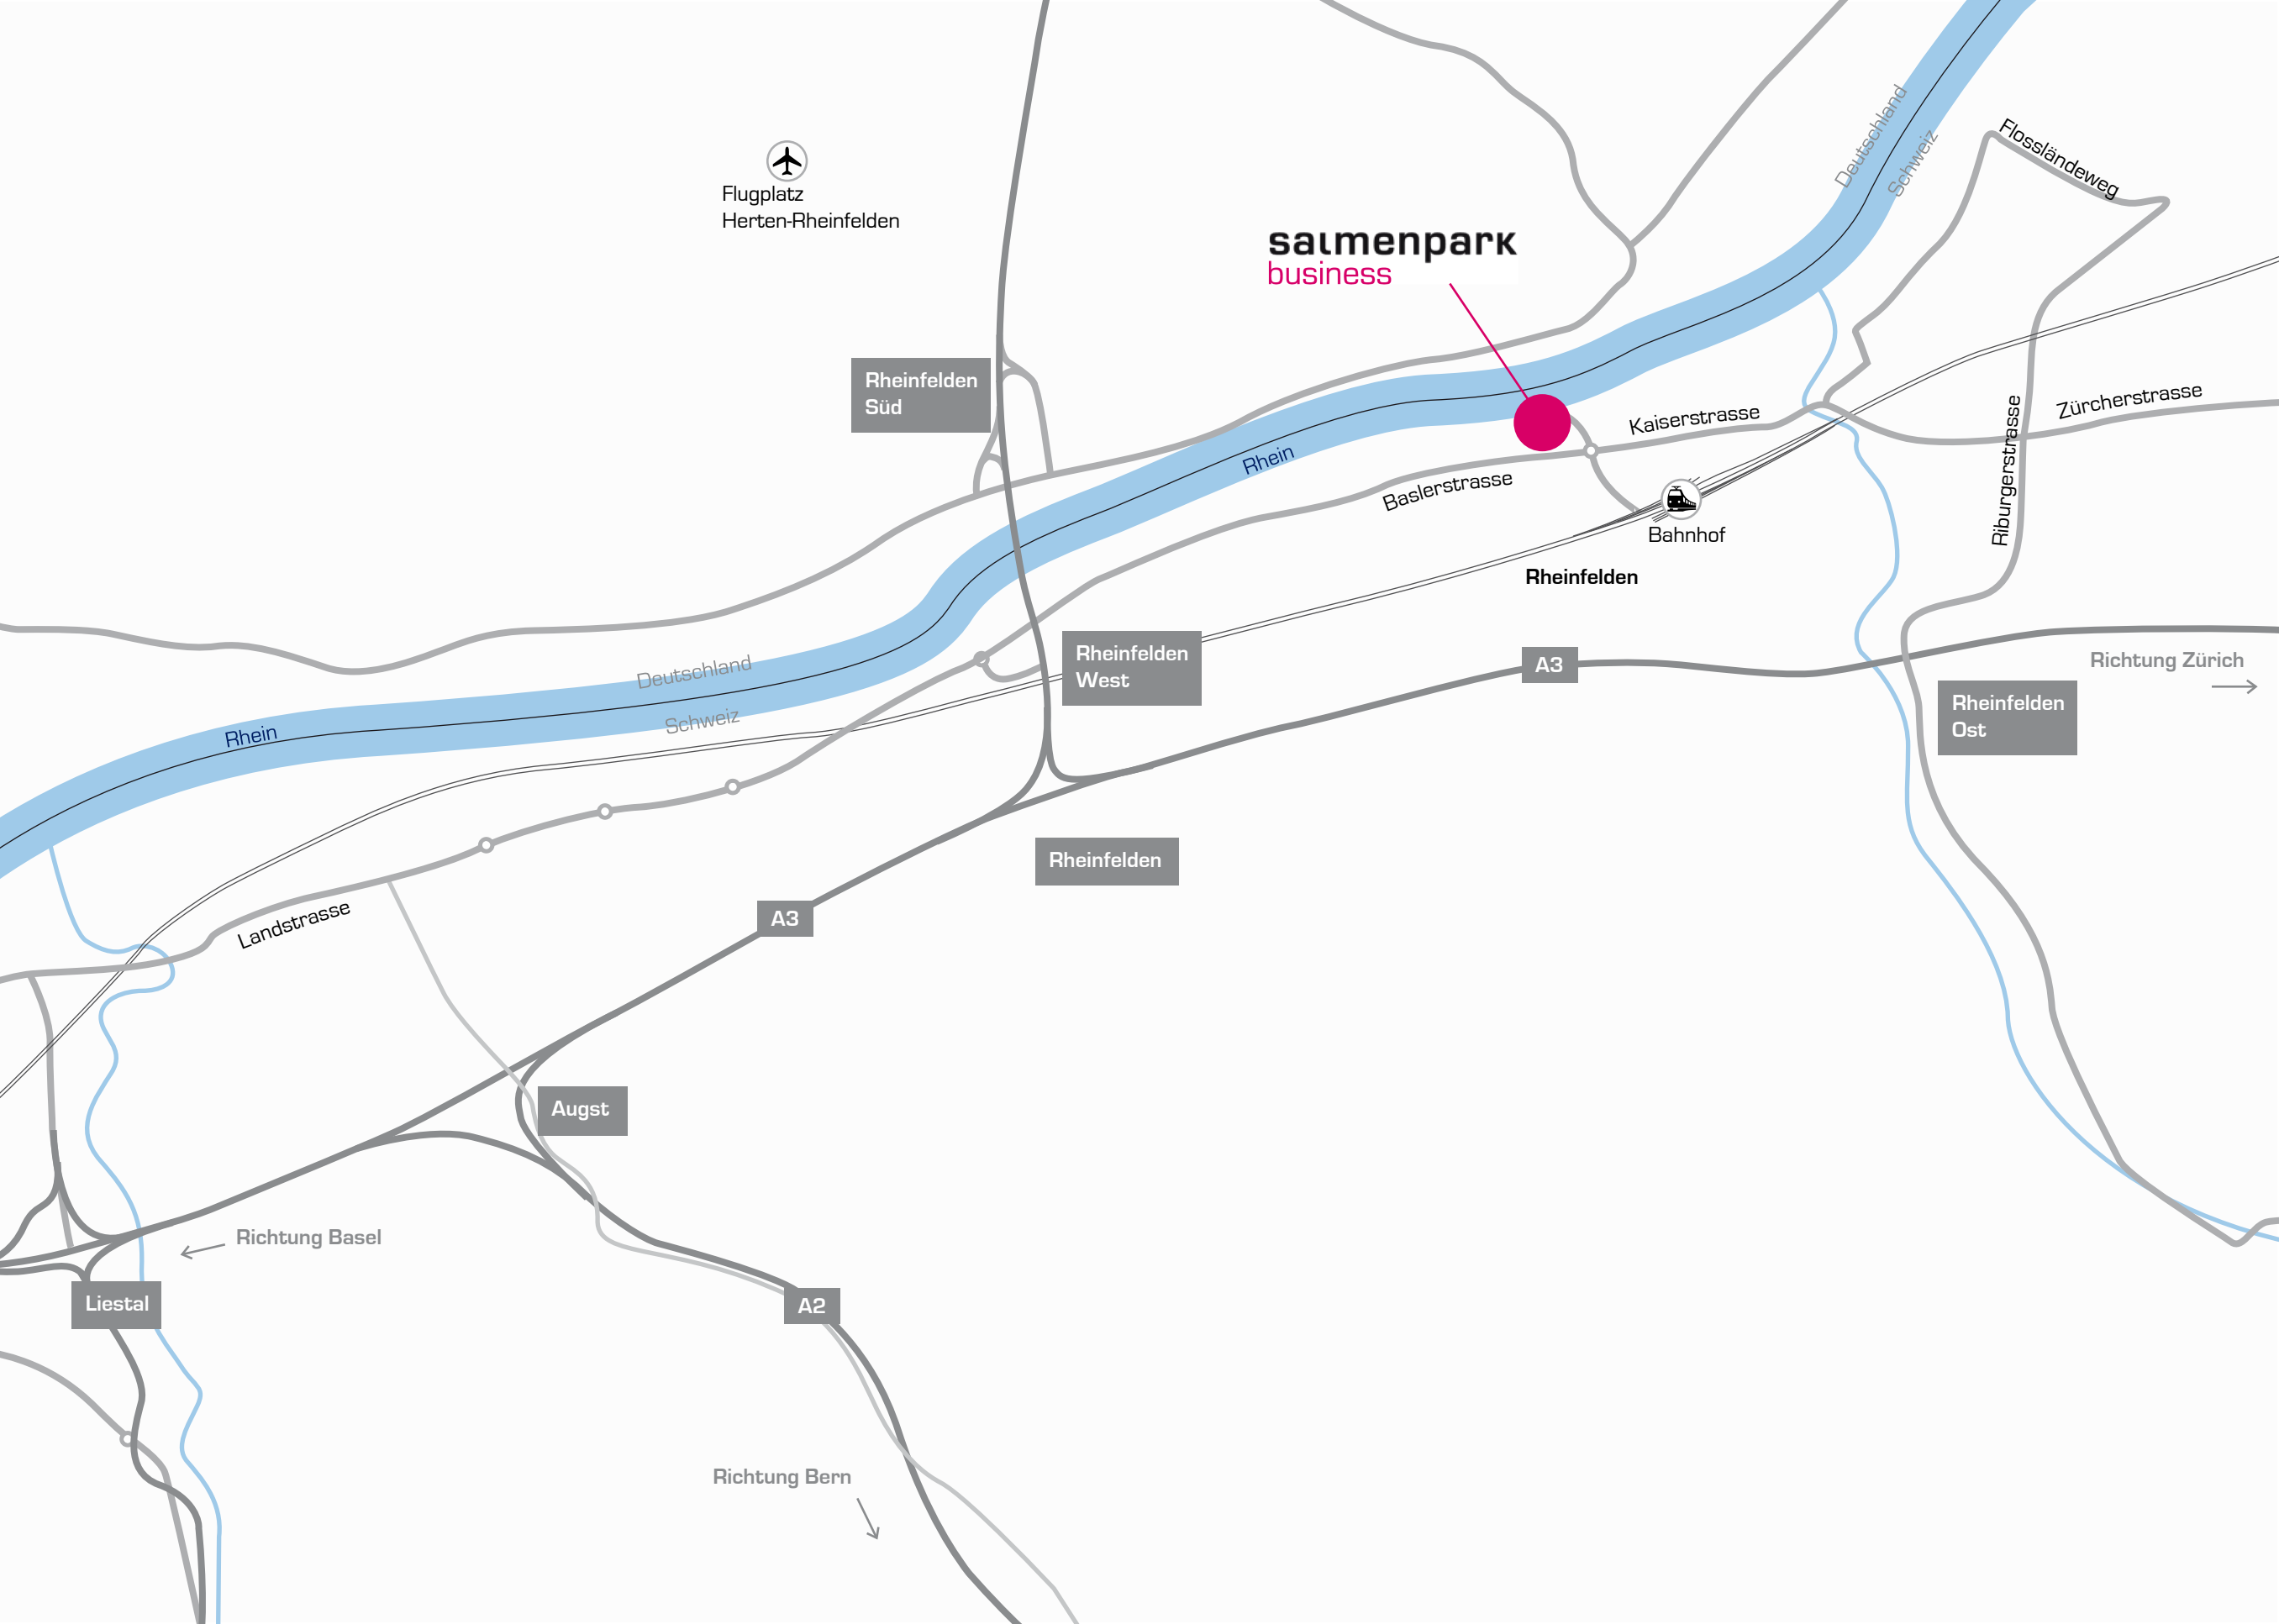 Deutschland
Schweiz
Flossländeweg
Flugplatz
Herten-Rheinfelden
salmenpark
business
Rheinfelden
Süd
Kaiserstrasse
Zürcherstrasse
Rhein
Baslerstrasse
Riburgerstrasse
Bahnhof
Rheinfelden
Deutschland
Schweiz
Rheinfelden
West
A3
Richtung Zürich
Rheinfelden
Ost
Rhein
Rheinfelden
A3
Landstrasse
Augst
Richtung Basel
Liestal
A2
Richtung Bern